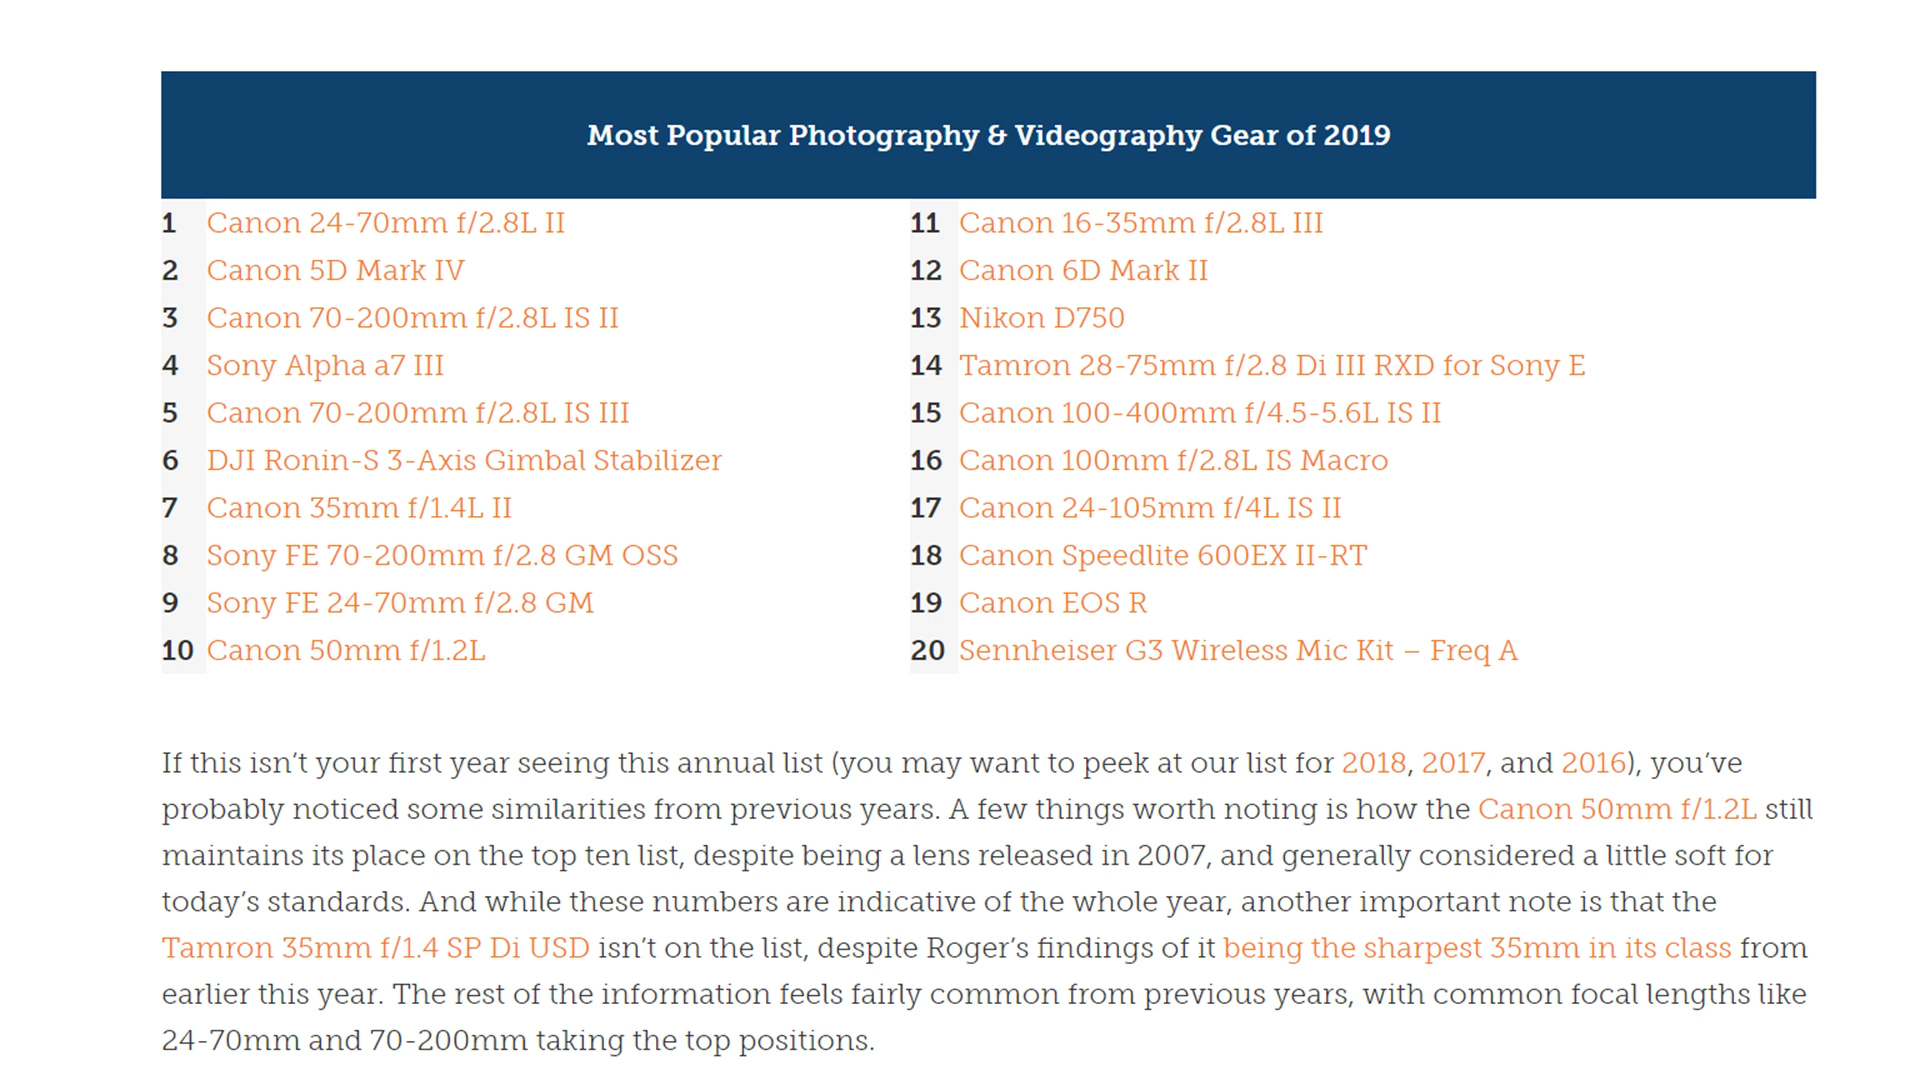 Most Popular Photography & Videography Gear of 2019
1 Canon 24-70mm f/2.8L II
2 Canon 5D Mark IV
3 Canon 70-200mm f/2.8L IS II
4 Sony Alpha a7 III
5 Canon 70-200mm f/2.8L IS III
6 DJI Ronin-S 3-Axis Gimbal Stabilizer
7 Canon 35mm f/1.4L II
8 Sony FE 70-200mm f/2.8 GM OSS
9 Sony FE 24-70mm f/2.8 GM
10 Canon 50mm f/1.2L
11 Canon 16-35mm f/2.8L III
12 Canon 6D Mark II
13 Nikon D750
14 Tamron 28-75mm f/2.8 Di III RXD for Sony E
15 Canon 100-400mm f/4.5-5.6L IS II
16 Canon 100mm f/2.8L IS Macro
17 Canon 24-105mm f/4L IS II
18 Canon Speedlite 600EX II-RT
19 Canon EOS R
20 Sennheiser G3 Wireless Mic Kit – Freq A
If this isn’t your first year seeing this annual list (you may want to peek at our list for 2018, 2017, and 2016), you’ve
probably noticed some similarities from previous years. A few things worth noting is how the Canon 50mm f/1.2L still
maintains its place on the top ten list, despite being a lens released in 2007, and generally considered a little soft for
today’s standards. And while these numbers are indicative of the whole year, another important note is that the
Tamron 35mm f/1.4 SP Di USD isn’t on the list, despite Roger’s findings of it being the sharpest 35mm in its class from
earlier this year. The rest of the information feels fairly common from previous years, with common focal lengths like
24-70mm and 70-200mm taking the top positions.